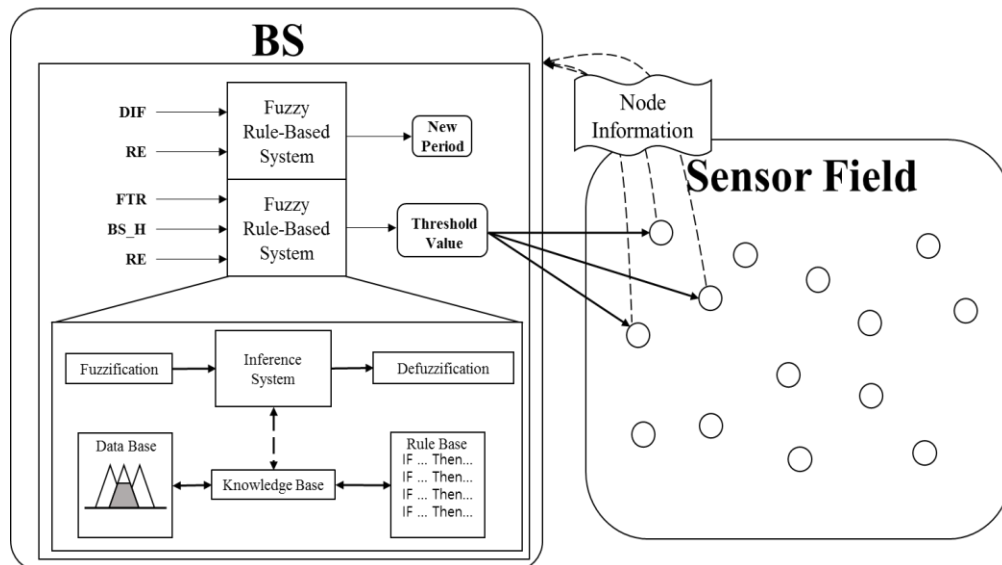 BS
DIF
RE
Fuzzy
Rule-Based
System
New
Period
FTR
BS_H
RE
Fuzzy
Rule-Based
System
Threshold
Value
Fuzzification
Inference
System
Defuzzification
Data Base
Knowledge Base
Rule Base
IF ... Then...
IF ... Then...
IF ... Then...
IF ... Then...
Node
Information
Sensor Field